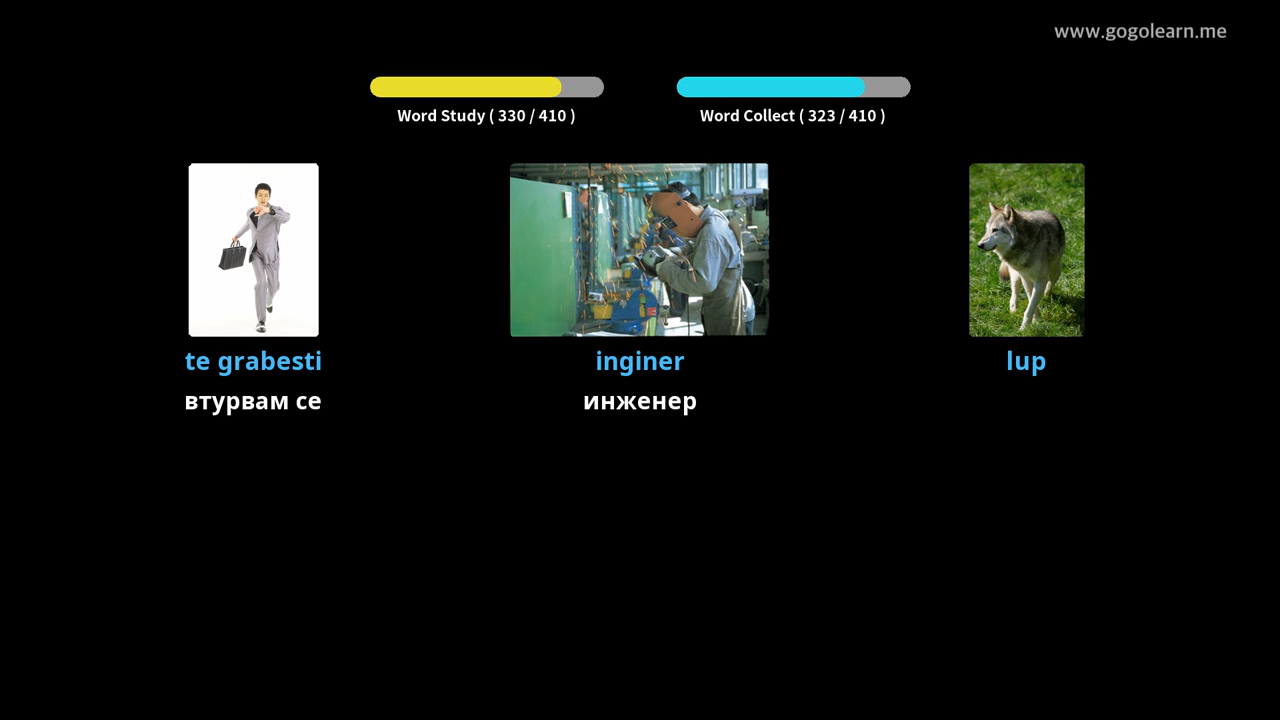 www.gogolearn.me
Word Study ( 330 / 410 )
Word Collect ( 323 / 410 )
te grabesti
втурвам се
inginer
инженер
lup